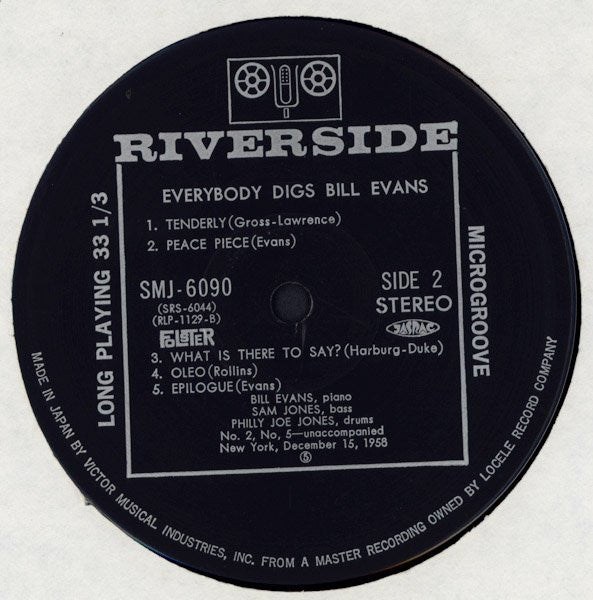 RIVERSIDE
EVERYBODY DIGS BILL EVANS
1. TENDERLY (Gross-Lawrence)
2. PEACE PIECE (Evans)
LONG PLAYING 33 1/3
MICROGROOVE
SMJ-6090
(SRS-6044)
(RLP-1129-B)
SIDE 2
STEREO
JASRAC
3. WHAT IS THERE TO SAY? (Harburg-Duke)
4. OLEO (Rollins)
5. EPILOGUE (Evans)
BILL EVANS, piano
SAM JONES, bass
PHILLY JOE JONES, drums
No. 2, No, 5—unaccompanied
New York, December 15, 1958
5
MADE IN JAPAN BY VICTOR MUSICAL INDUSTRIES, INC. FROM A MASTER RECORDING OWNED BY LOCELE RECORD COMPANY